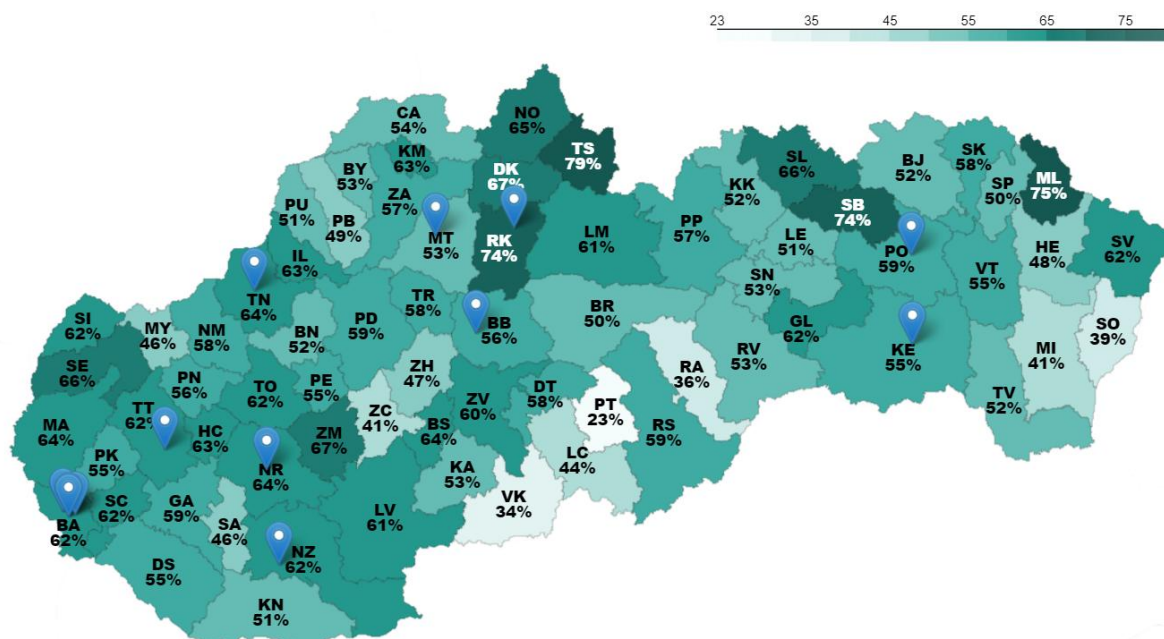 23 35 45 55 65 75
CA
54%
NO
65%
TS
79%
KM
63%
BY
53%
DK
67%
ZA
57%
PU
51%
PB
49%
MT
53%
RK
74%
LM
61%
IL
63%
TN
64%
SL
66%
BJ
52%
SK
58%
SP
50%
ML
75%
KK
52%
SB
74%
PP
57%
LE
51%
PO
59%
HE
48%
SV
62%
VT
55%
SN
53%
SI
62%
MY
46%
NM
58%
BN
52%
PD
59%
TR
58%
BB
56%
BR
50%
GL
62%
KE
55%
SO
39%
MI
41%
SE
66%
PN
56%
TO
62%
PE
55%
ZH
47%
RA
36%
RV
53%
TV
52%
MA
64%
TT
62%
HC
63%
ZM
67%
ZC
41%
BS
64%
ZV
60%
DT
58%
PT
23%
RS
59%
PK
55%
NR
64%
KA
53%
LC
44%
VK
34%
BA
62%
SC
62%
GA
59%
SA
46%
LV
61%
DS
55%
NZ
62%
KN
51%